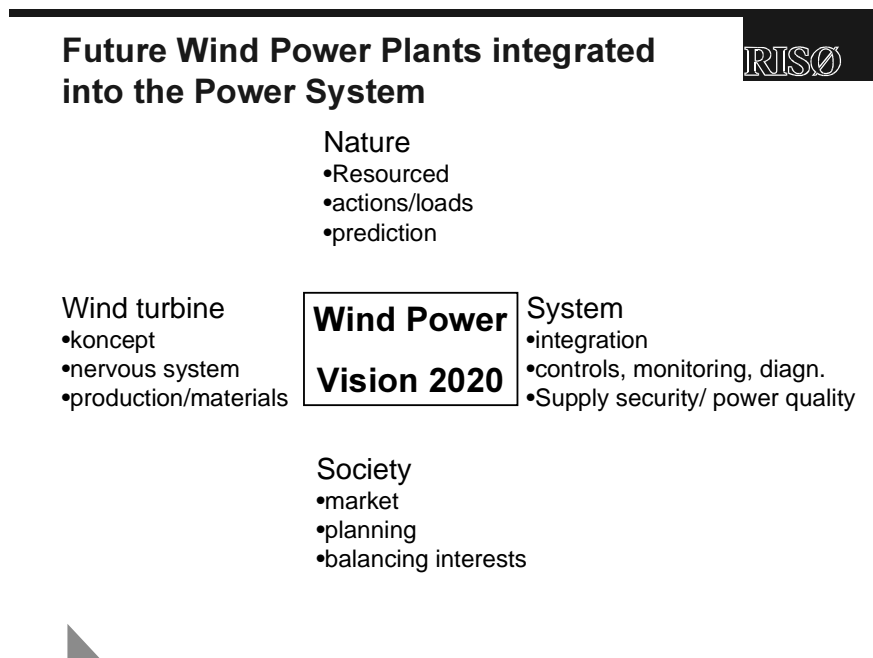 Future Wind Power Plants integrated
into the Power System
RISØ
Nature
•Resourced
•actions/loads
•prediction
Wind turbine
•koncept
•nervous system
•production/materials
Wind Power
Vision 2020
System
•integration
•controls, monitoring, diagn.
•Supply security/ power quality
Society
•market
•planning
•balancing interests